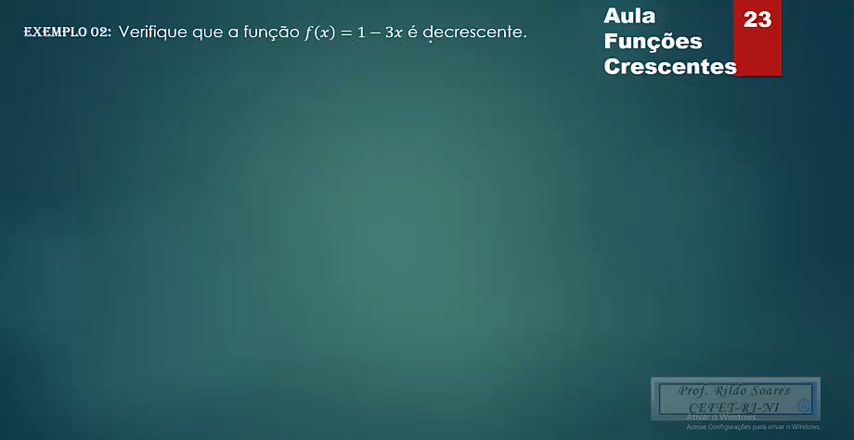 EXEMPLO 02: Verifique que a função f(x) = 1 − 3x é decrescente.
Aula
Funções
Crescentes
23
Prof. Rildo Soares
CEFET-RJ-NI
Ativar o Windows
Acesse Configurações para ativar o Windows.